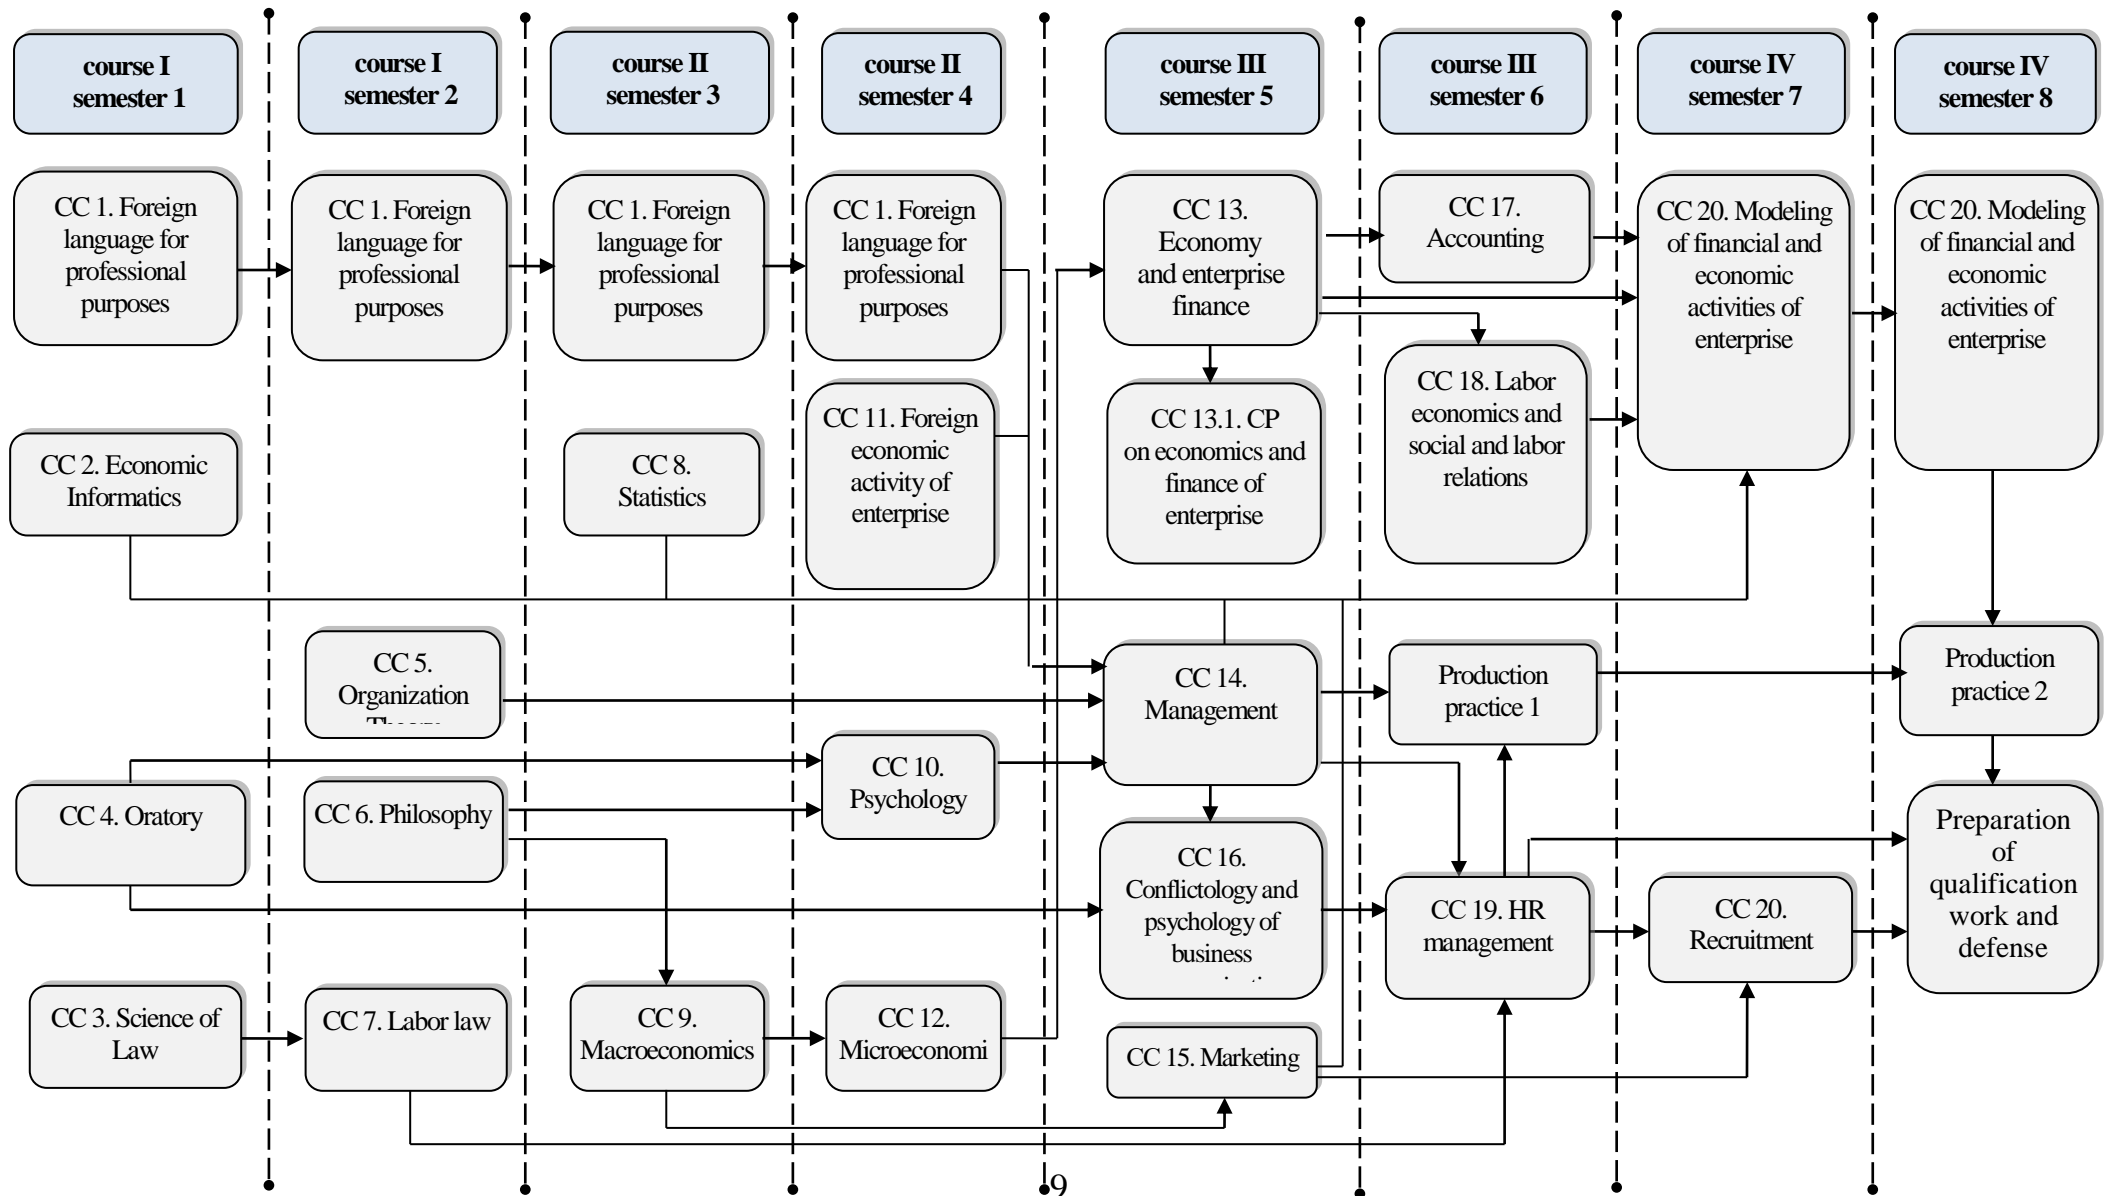 course I
semester 1
course I
semester 2
course II
semester 3
course II
semester 4
course III
semester 5
course III
semester 6
course IV
semester 7
course IV
semester 8
CC 1. Foreign
language for
professional
purposes
CC 1. Foreign
language for
professional
purposes
CC 1. Foreign
language for
professional
purposes
CC 1. Foreign
language for
professional
purposes
CC 13.
Economy
and enterprise
finance
CC 17.
Accounting
CC 20. Modeling
of financial and
economic
activities of
enterprise
CC 20. Modeling
of financial and
economic
activities of
enterprise
CC 2. Economic
Informatics
CC 8.
Statistics
CC 11. Foreign
economic
activity of
enterprise
CC 13.1. CP
on economics and
finance of
enterprise
CC 18. Labor
economics and
social and labor
relations
CC 5.
Organization
CC 14.
Management
Production
practice 1
Production
practice 2
CC 4. Oratory
CC 6. Philosophy
CC 10.
Psychology
CC 16.
Conflictology and
psychology of
business
CC 19. HR
management
CC 20.
Recruitment
Preparation
of
qualification
work and
defense
CC 3. Science of
Law
CC 7. Labor law
CC 9.
Macroeconomics
CC 12.
Microeconomi
CC 15. Marketing
9